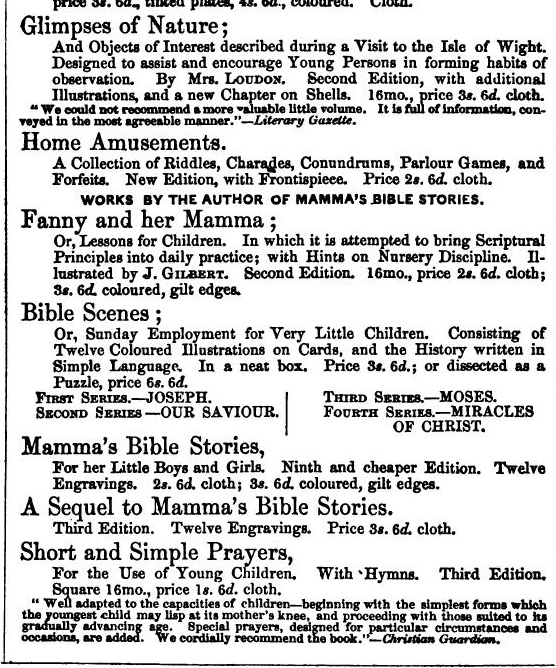 price 3s. 6d., tinted plates, 4s. 6d., coloured. Cloth.
Glimpses of Nature;
And Objects of Interest described during a Visit to the Isle of Wight.
Designed to assist and encourage Young Persons in forming habits of
observation. By MRS. LOUDON. Second Edition, with additional
Illustrations, and a new Chapter on Shells. 16mo., price 3s. 6d. cloth.
"We could not recommend a more valuable little volume. It is full of information, con-
veyed in the most agreeable manner."—Literary Gazette.
Home Amusements.
A Collection of Riddles, Charades, Conundrums, Parlour Games, and
Forfeits. New Edition, with Frontispiece. Price 2s. 6d. cloth.
WORKS BY THE AUTHOR OF MAMMA'S BIBLE STORIES.
Fanny and her Mamma;
Or, Lessons for Children. In which it is attempted to bring Scriptural
Principles into daily practice; with Hints on Nursery Discipline. Il-
lustrated by J. GILBERT. Second Edition. 16mo., price 2s. 6d. cloth;
3s. 6d. coloured, gilt edges.
Bible Scenes;
Or, Sunday Employment for Very Little Children. Consisting of
Twelve Coloured Illustrations on Cards, and the History written in
Simple Language. In a neat box. Price 3s. 6d.; or dissected as a
Puzzle, price 6s. 6d.
FIRST SERIES.—JOSEPH.
SECOND SERIES—OUR SAVIOUR.
THIRD SERIES.—MOSES.
FOURTH SERIES.—MIRACLES
OF CHRIST.
Mamma's Bible Stories,
For her Little Boys and Girls. Ninth and cheaper Edition. Twelve
Engravings. 2s. 6d. cloth; 3s. 6d. coloured, gilt edges.
A Sequel to Mamma's Bible Stories.
Third Edition. Twelve Engravings. Price 3s. 6d. cloth.
Short and Simple Prayers,
For the Use of Young Children. With Hymns. Third Edition.
Square 16mo., price 1s. 6d. cloth.
"Well adapted to the capacities of children—beginning with the simplest forms which
the youngest child may lisp at its mother's knee, and proceeding with those suited to its
gradually advancing age. Special prayers, designed for particular circumstances and
occasions, are added. We cordially recommend the book."—Christian Guardian.